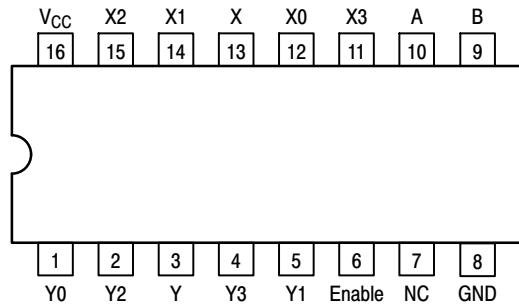 VCC X2 X1 X X0 X3 A B
16 15 14 13 12 11 10 9
1 2 3 4 5 6 7 8
Y0 Y2 Y Y3 Y1 Enable NC GND